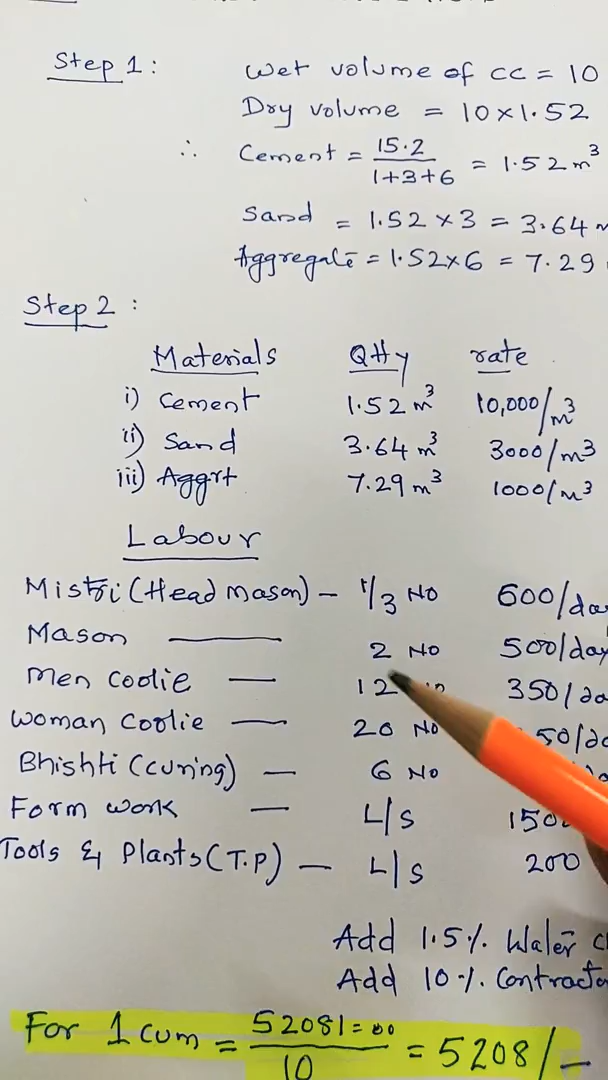 Step 1 : Wet volume of cc = 10
Dry volume = 10 x 1.52
∴ Cement = 15.2 / 1+3+6 = 1.52 m³
Sand = 1.52 x 3 = 3.64
Aggregate = 1.52 x 6 = 7.29
Step 2 :
Materials Qtty rate
i) Cement 1.52 m³ 10,000/m³
ii) Sand 3.64 m³ 3000/m³
iii) Aggrt 7.29 m³ 1000/m³
Labour
Mistri (Head mason) - 1/3 NO 600/da
Mason — 2 NO 500/day
Men Coolie — 12 350/da
Woman Coolie — 20 NO 50/da
Bhishti (curing) — 6 NO
Form work — L/S 150
Tools & Plants (T.P) — L/S 200
Add 1.5% Water c
Add 10% Contracto
For 1 cum = 52081=00 / 10 = 5208/-